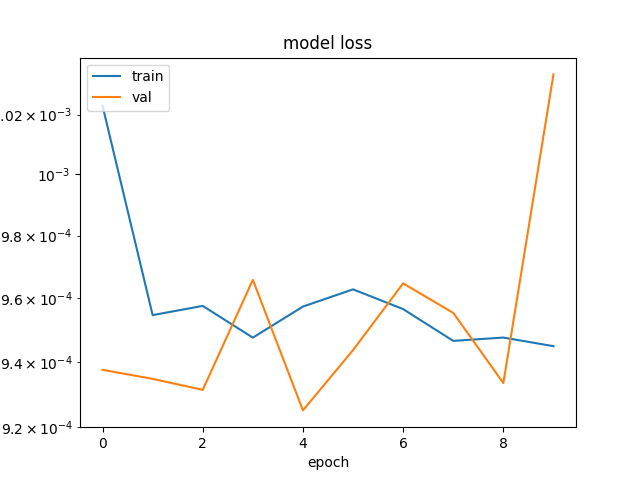 model loss
train
val
.02 × 10⁻³
10⁻³
9.8 × 10⁻⁴
9.6 × 10⁻⁴
9.4 × 10⁻⁴
9.2 × 10⁻⁴
0 2 4 6 8
epoch